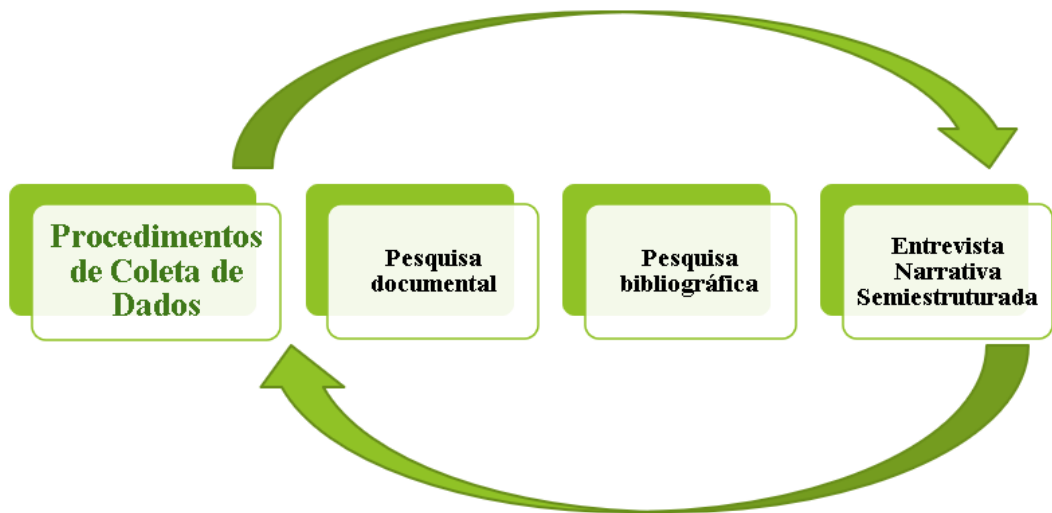 Procedimentos
de Coleta de
Dados
Pesquisa
documental
Pesquisa
bibliográfica
Entrevista
Narrativa
Semiestruturada